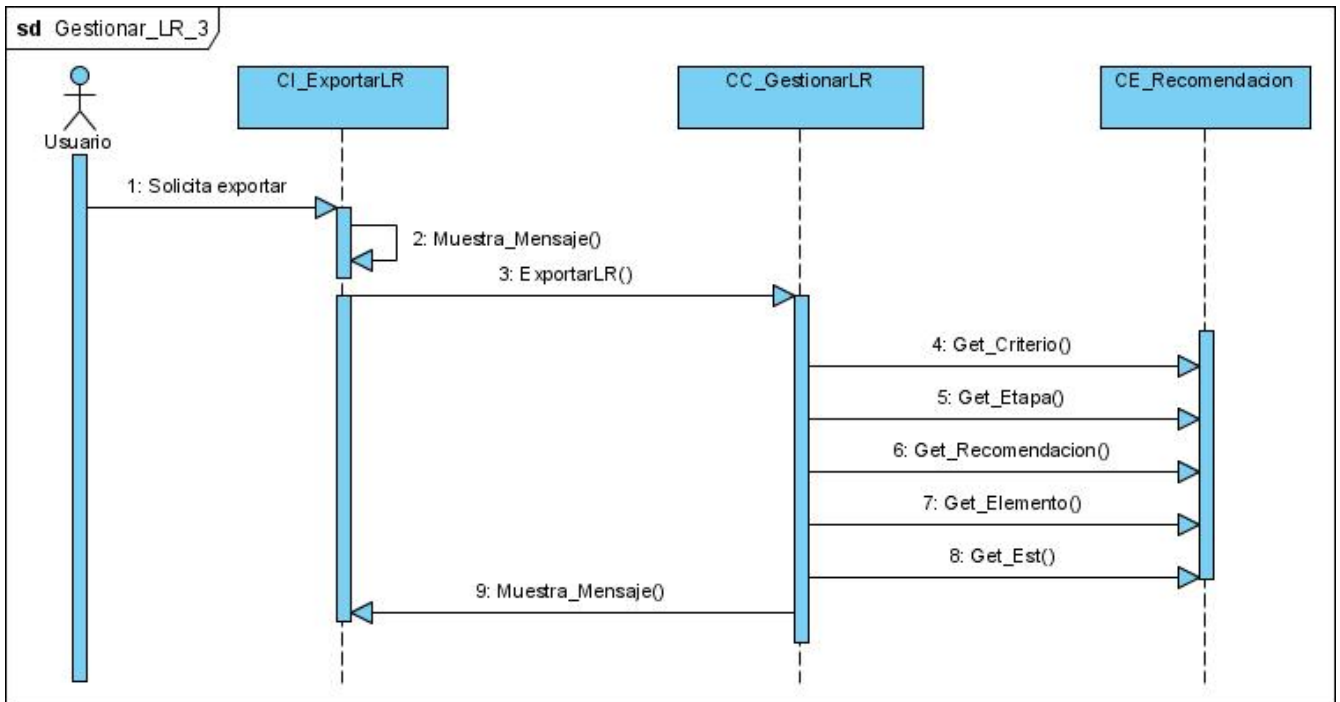 sd Gestionar_LR_3
CI_ExportarLR
CC_GestionarLR
CE_Recomendacion
Usuario
1: Solicita exportar
2: Muestra_Mensaje()
3: ExportarLR()
4: Get_Criterio()
5: Get_Etapa()
6: Get_Recomendacion()
7: Get_Elemento()
8: Get_Est()
9: Muestra_Mensaje()